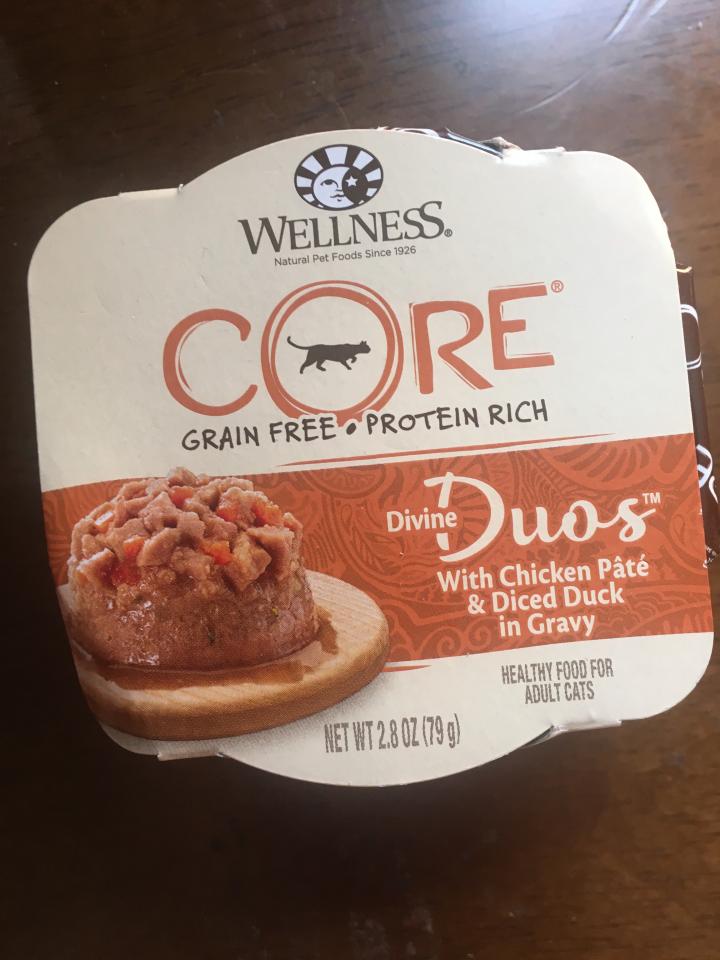 WELLNESS®
Natural Pet Foods Since 1926
CORE®
GRAIN FREE • PROTEIN RICH
Divine Duos™
With Chicken Pâté
& Diced Duck
in Gravy
HEALTHY FOOD FOR
ADULT CATS
NET WT 2.8 OZ (79 g)